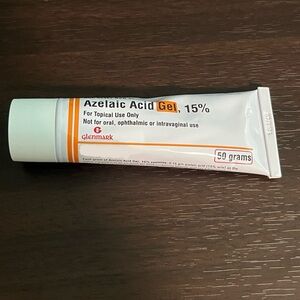 Azelaic Acid Gel, 15%
For Topical Use Only
Not for oral, ophthalmic or intravaginal use
G
Glenmark
50 grams